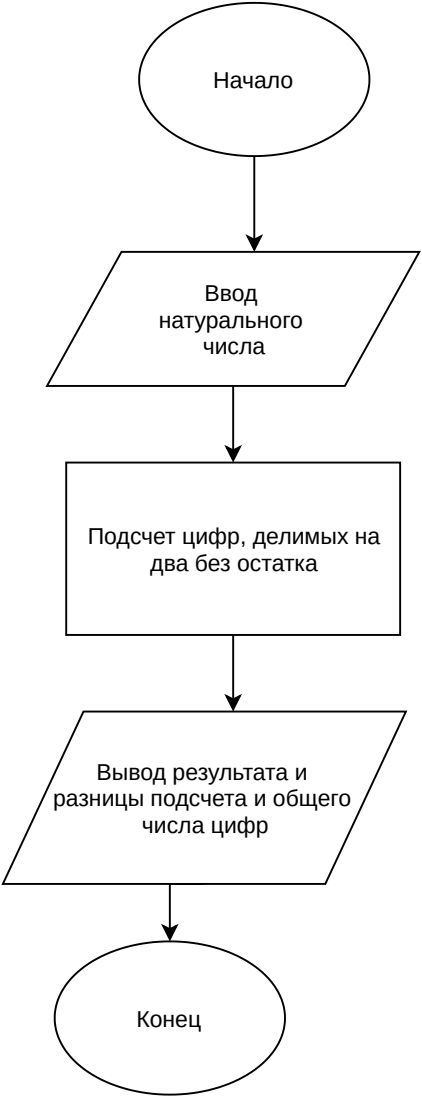 Начало
Ввод
натурального
числа
Подсчет цифр, делимых на
два без остатка
Вывод результата и
разницы подсчета и общего
числа цифр
Конец